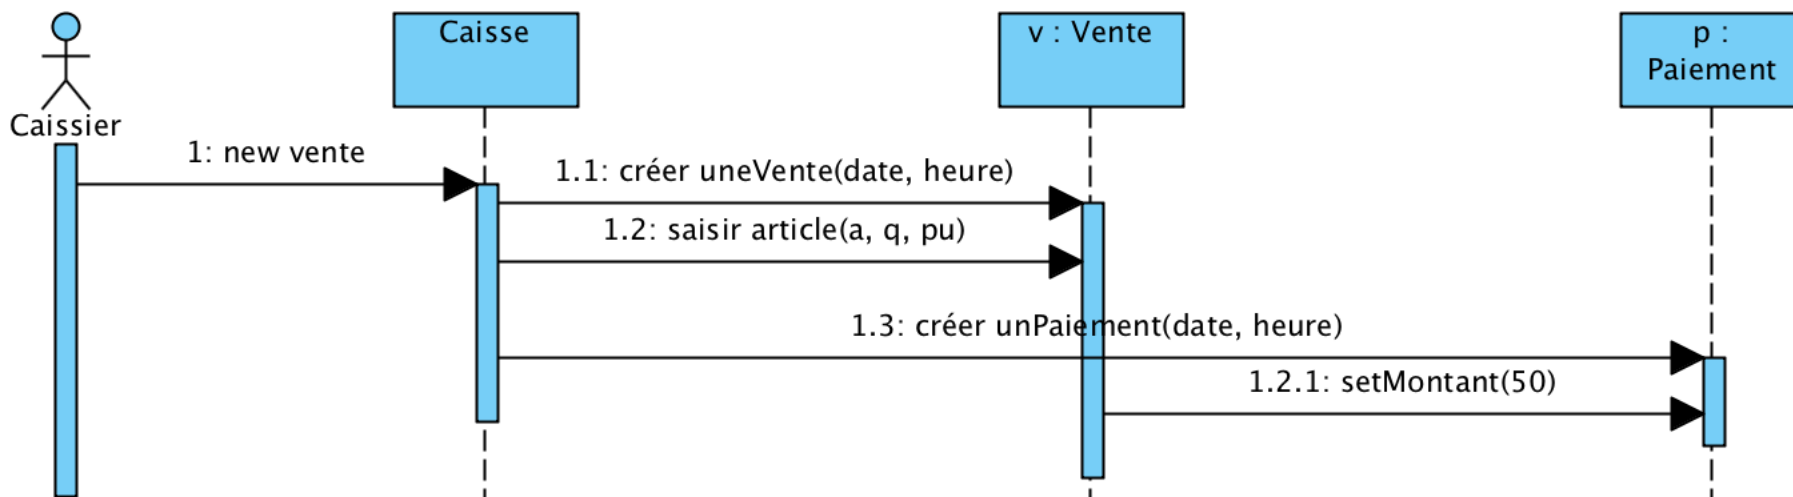 Caisse
v : Vente
p :
Paiement
Caissier
1: new vente
1.1: créer uneVente(date, heure)
1.2: saisir article(a, q, pu)
1.3: créer unPaiement(date, heure)
1.2.1: setMontant(50)